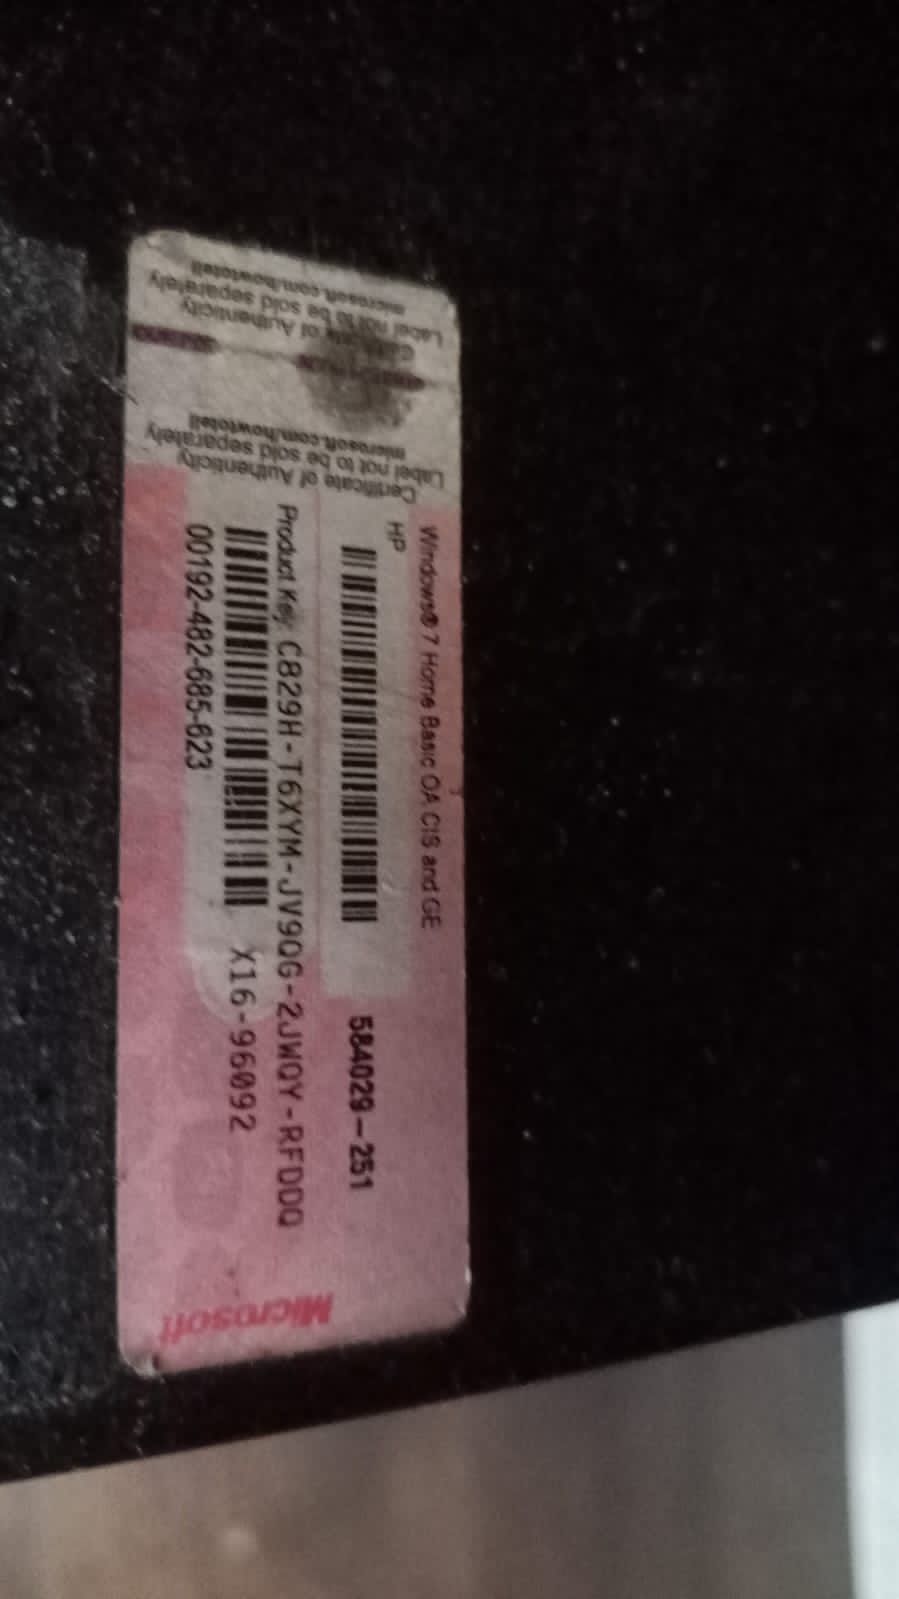 Windows® 7 Home Basic OA CIS and GE
HP
584029-251
Product Key: C829H-T6XYM-JV9QG-2JWQY-RFDDQ
X16-96092
00192-482-685-623
Certificate of Authenticity
Label not to be sold separately
microsoft.com/howtotell
of Authenticity
Label not to be sold separately
microsoft.com/howtotell
Microsoft